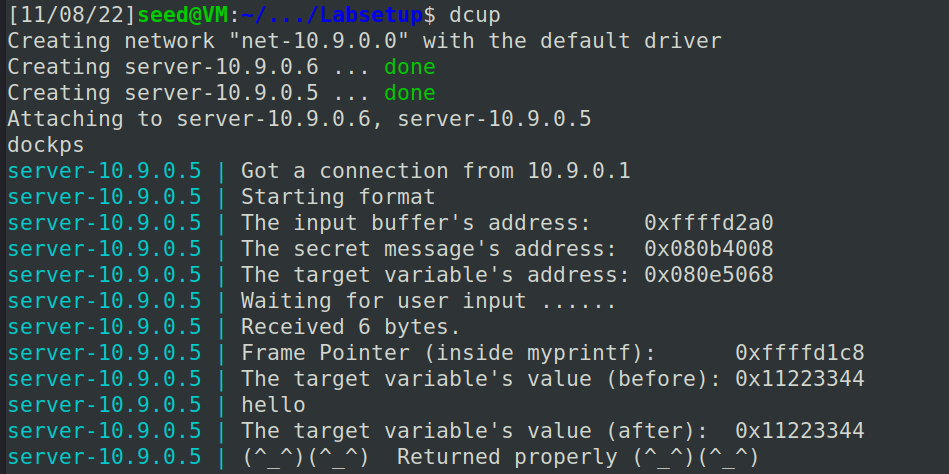 [11/08/22]seed@VM:~/.../Labsetup$ dcup
Creating network "net-10.9.0.0" with the default driver
Creating server-10.9.0.6 ... done
Creating server-10.9.0.5 ... done
Attaching to server-10.9.0.6, server-10.9.0.5
dockps
server-10.9.0.5 | Got a connection from 10.9.0.1
server-10.9.0.5 | Starting format
server-10.9.0.5 | The input buffer's address:    0xffffd2a0
server-10.9.0.5 | The secret message's address:  0x080b4008
server-10.9.0.5 | The target variable's address: 0x080e5068
server-10.9.0.5 | Waiting for user input ......
server-10.9.0.5 | Received 6 bytes.
server-10.9.0.5 | Frame Pointer (inside myprintf):      0xffffd1c8
server-10.9.0.5 | The target variable's value (before): 0x11223344
server-10.9.0.5 | hello
server-10.9.0.5 | The target variable's value (after):  0x11223344
server-10.9.0.5 | (^_^)(^_^)  Returned properly (^_^)(^_^)